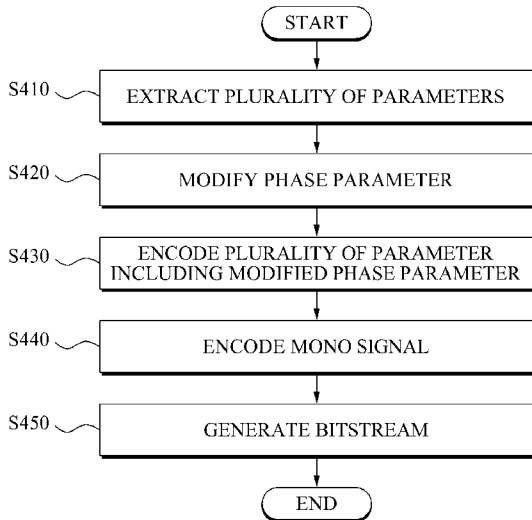 START
S410
EXTRACT PLURALITY OF PARAMETERS
S420
MODIFY PHASE PARAMETER
S430
ENCODE PLURALITY OF PARAMETER
INCLUDING MODIFIED PHASE PARAMETER
S440
ENCODE MONO SIGNAL
S450
GENERATE BITSTREAM
END